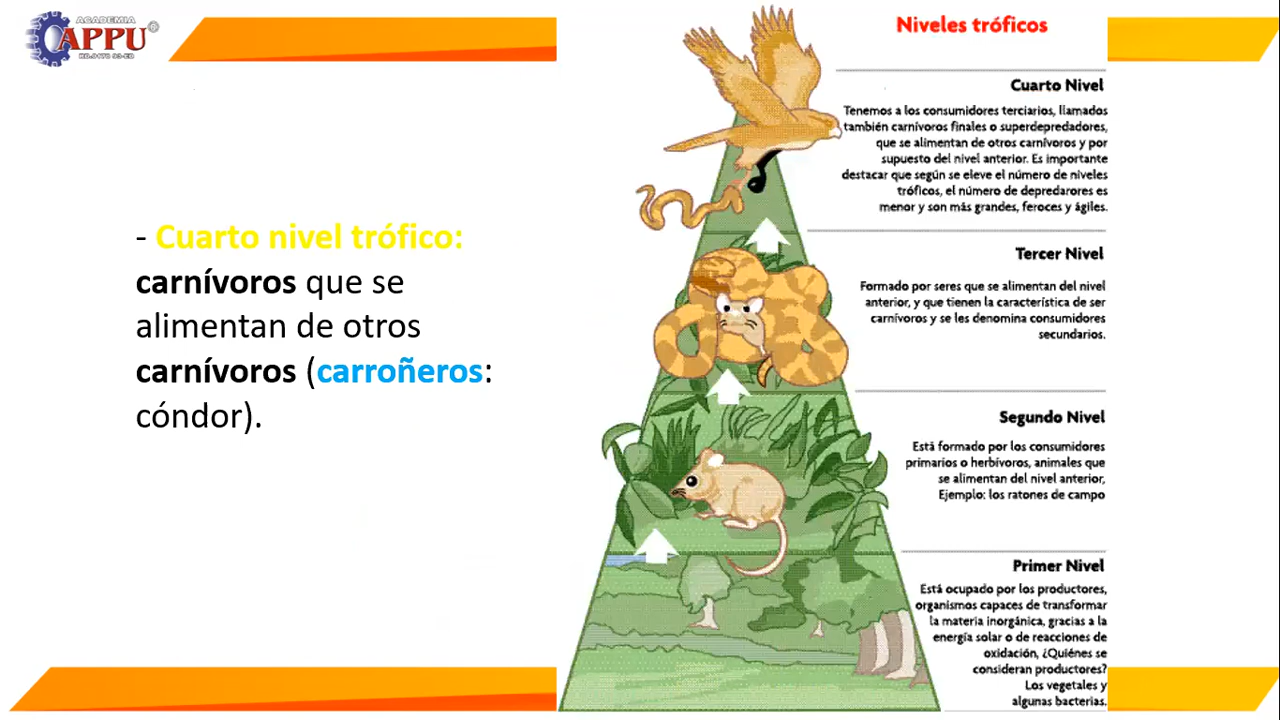 ACADEMIA
APPU®
RD.0478 93-ED
- Cuarto nivel trófico:
carnívoros que se
alimentan de otros
carnívoros (carroñeros:
cóndor).
Niveles tróficos
Cuarto Nivel
Tenemos a los consumidores terciarios, llamados
también carnívoros finales o superdepredadores,
que se alimentan de otros carnívoros y por
supuesto del nivel anterior. Es importante
destacar que según se eleve el número de niveles
tróficos, el número de depredarores es
menor y son más grandes, feroces y ágiles.
Tercer Nivel
Formado por seres que se alimentan del nivel
anterior, y que tienen la característica de ser
carnívoros y se les denomina consumidores
secundarios.
Segundo Nivel
Está formado por los consumidores
primarios o herbívoros, animales que
se alimentan del nivel anterior,
Ejemplo: los ratones de campo
Primer Nivel
Está ocupado por los productores,
organismos capaces de transformar
la materia inorgánica, gracias a la
energía solar o de reacciones de
oxidación, ¿Quiénes se
consideran productores?
Los vegetales y
algunas bacterias.